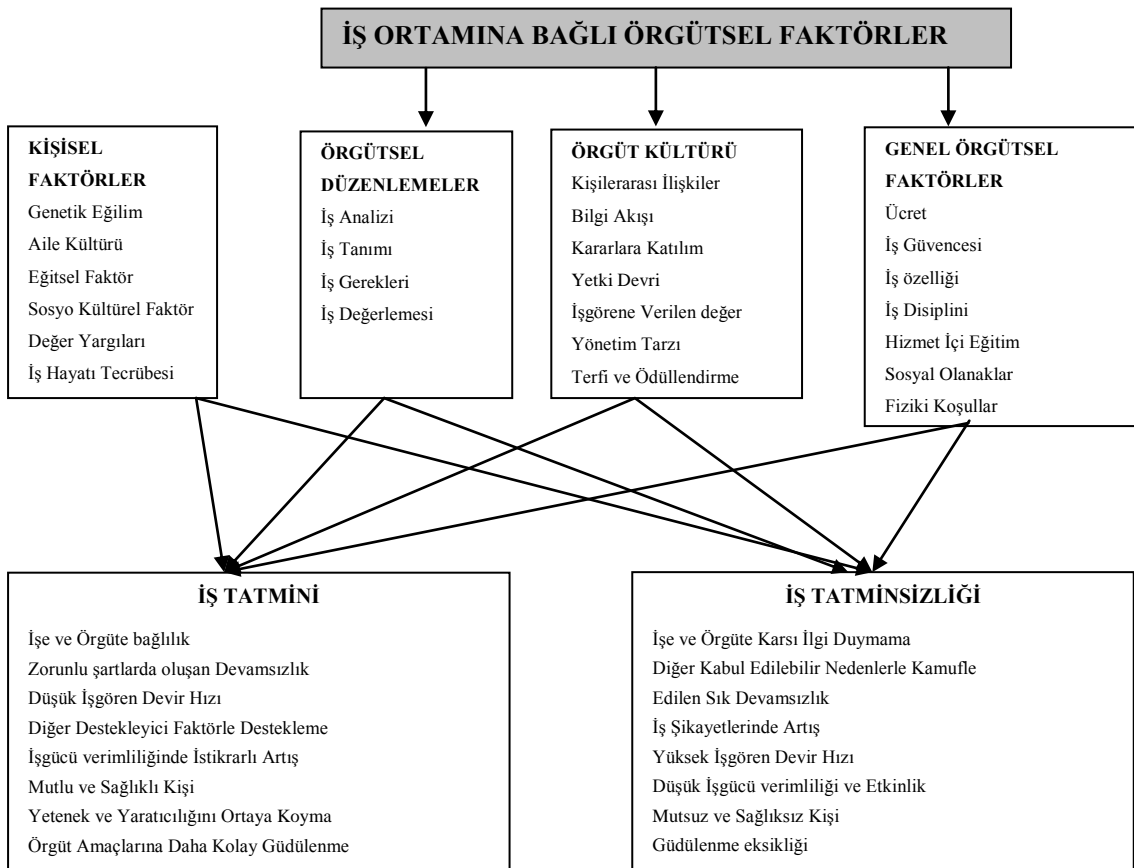 İŞ ORTAMINA BAĞLI ÖRGÜTSEL FAKTÖRLER
KİŞİSEL
FAKTÖRLER
Genetik Eğilim
Aile Kültürü
Eğitsel Faktör
Sosyo Kültürel Faktör
Değer Yargıları
İş Hayatı Tecrübesi
ÖRGÜTSEL
DÜZENLEMELER
İş Analizi
İş Tanımı
İş Gerekleri
İş Değerlemesi
ÖRGÜT KÜLTÜRÜ
Kişilerarası İlişkiler
Bilgi Akışı
Kararlara Katılım
Yetki Devri
İşgörene Verilen değer
Yönetim Tarzı
Terfi ve Ödüllendirme
GENEL ÖRGÜTSEL
FAKTÖRLER
Ücret
İş Güvencesi
İş özelliği
İş Disiplini
Hizmet İçi Eğitim
Sosyal Olanaklar
Fiziki Koşullar
İŞ TATMİNİ
İşe ve Örgüte bağlılık
Zorunlu şartlarda oluşan Devamsızlık
Düşük İşgören Devir Hızı
Diğer Destekleyici Faktörle Destekleme
İşgücü verimliliğinde İstikrarlı Artış
Mutlu ve Sağlıklı Kişi
Yetenek ve Yaratıcılığını Ortaya Koyma
Örgüt Amaçlarına Daha Kolay Güdülenme
İŞ TATMİNSİZLİĞİ
İşe ve Örgüte Karsı İlgi Duymama
Diğer Kabul Edilebilir Nedenlerle Kamufle
Edilen Sık Devamsızlık
İş Şikayetlerinde Artış
Yüksek İşgören Devir Hızı
Düşük İşgücü verimliliği ve Etkinlik
Mutsuz ve Sağlıksız Kişi
Güdülenme eksikliği